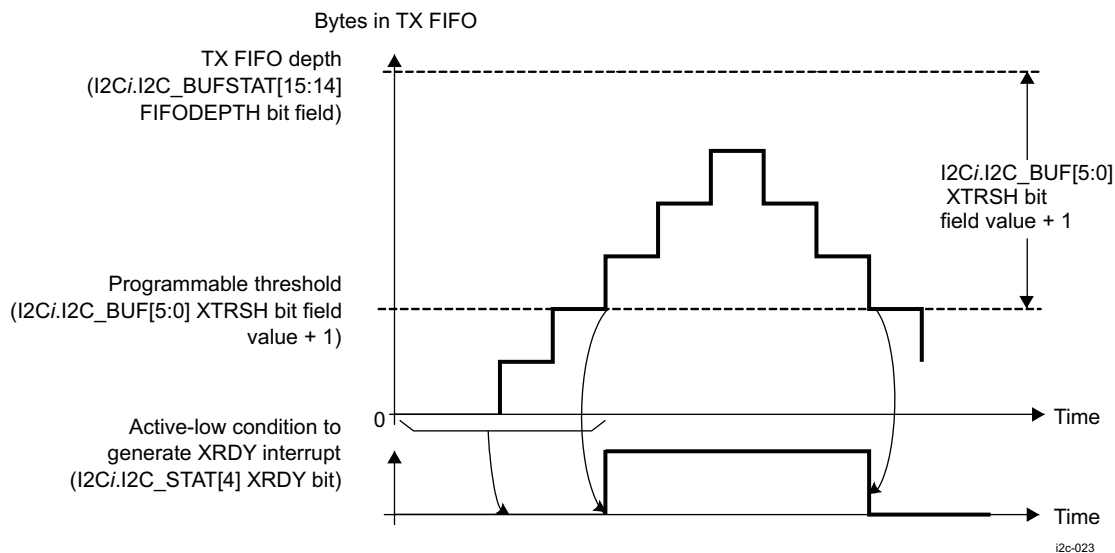 Bytes in TX FIFO
TX FIFO depth
(I2Ci.I2C_BUFSTAT[15:14]
FIFODEPTH bit field)
I2Ci.I2C_BUF[5:0]
XTRSH bit
field value + 1
Programmable threshold
(I2Ci.I2C_BUF[5:0] XTRSH bit field
value + 1)
0
Time
Active-low condition to
generate XRDY interrupt
(I2Ci.I2C_STAT[4] XRDY bit)
Time
i2c-023